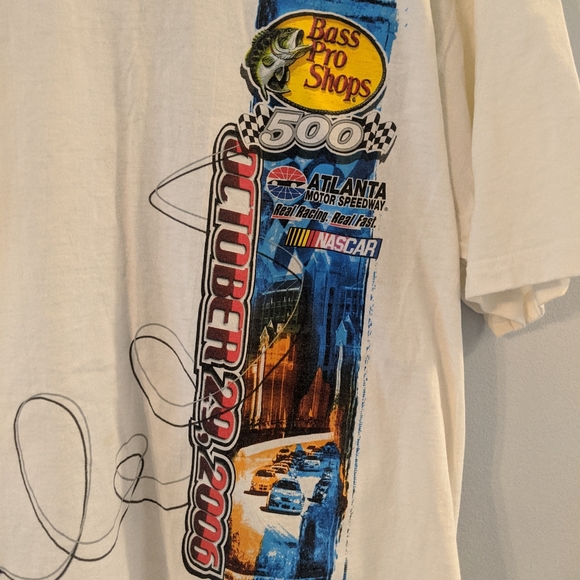 Bass
Pro
Shops
500
ATLANTA
MOTOR SPEEDWAY
Real Racing. Real Fast.
NASCAR
OCTOBER 29, 2006